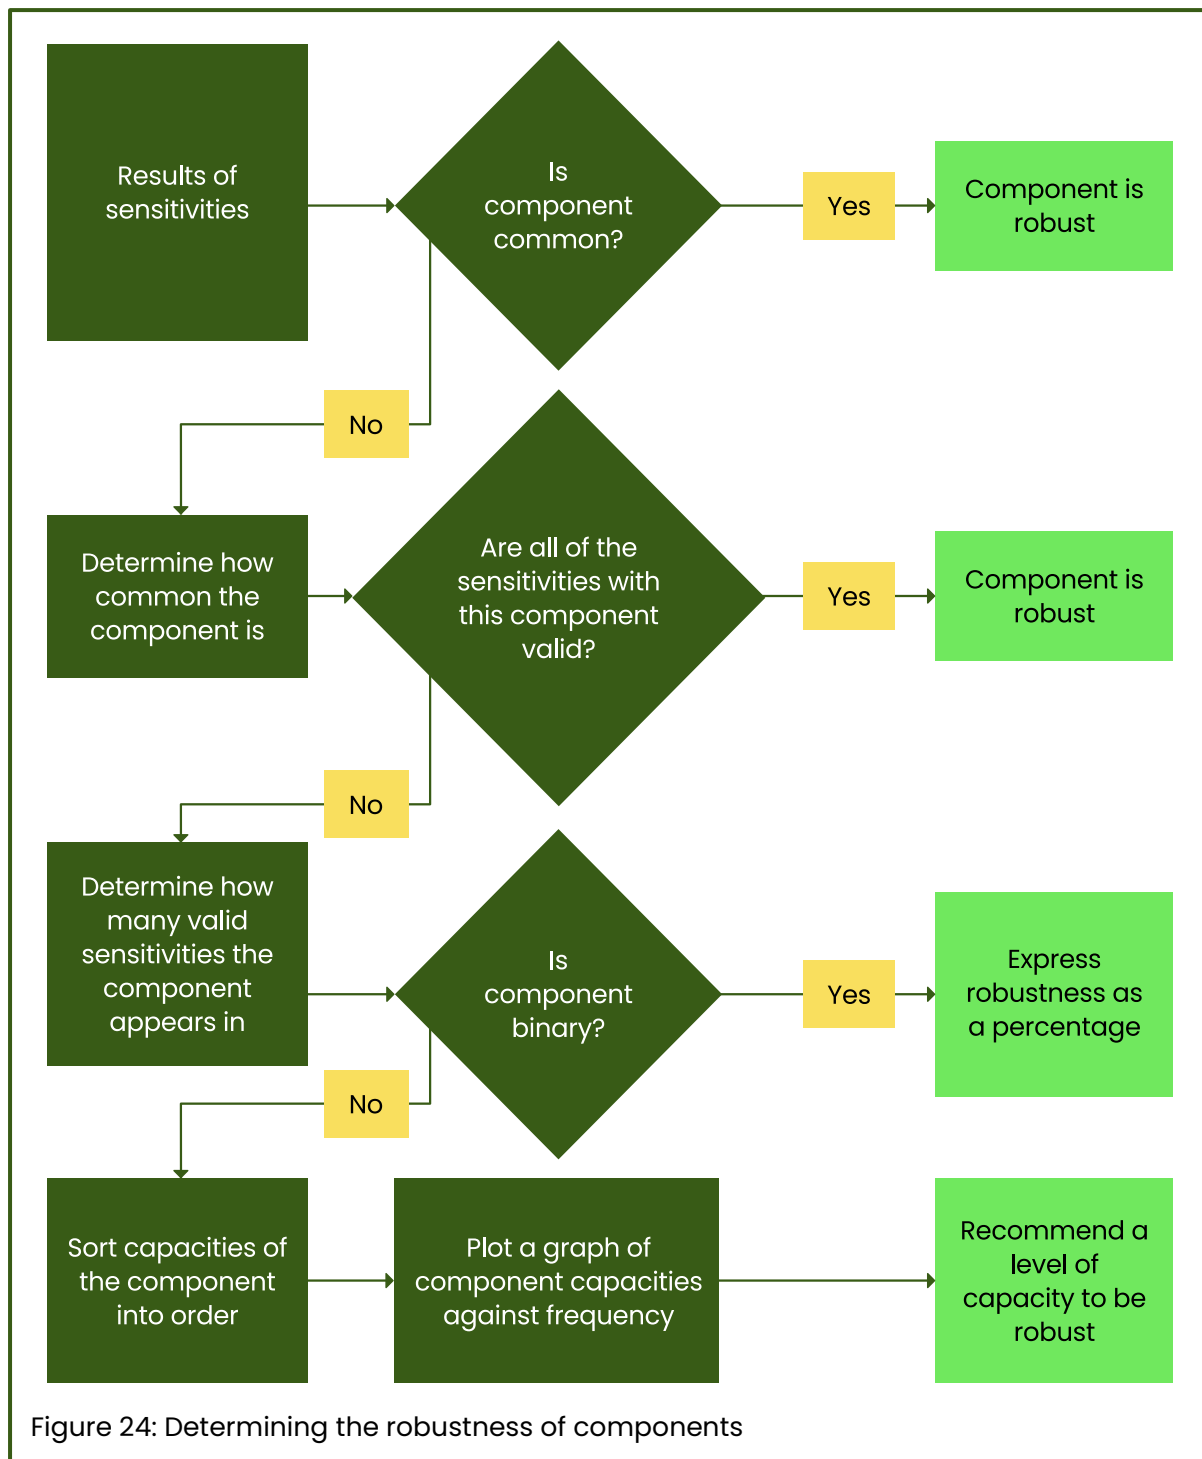 Results of
sensitivities
Is
component
common?
Yes
Component is
robust
No
Determine how
common the
component is
Are all of the
sensitivities with
this component
valid?
Yes
Component is
robust
No
Determine how
many valid
sensitivities the
component
appears in
Is
component
binary?
Yes
Express
robustness as
a percentage
No
Sort capacities of
the component
into order
Plot a graph of
component capacities
against frequency
Recommend a
level of
capacity to be
robust
Figure 24: Determining the robustness of components